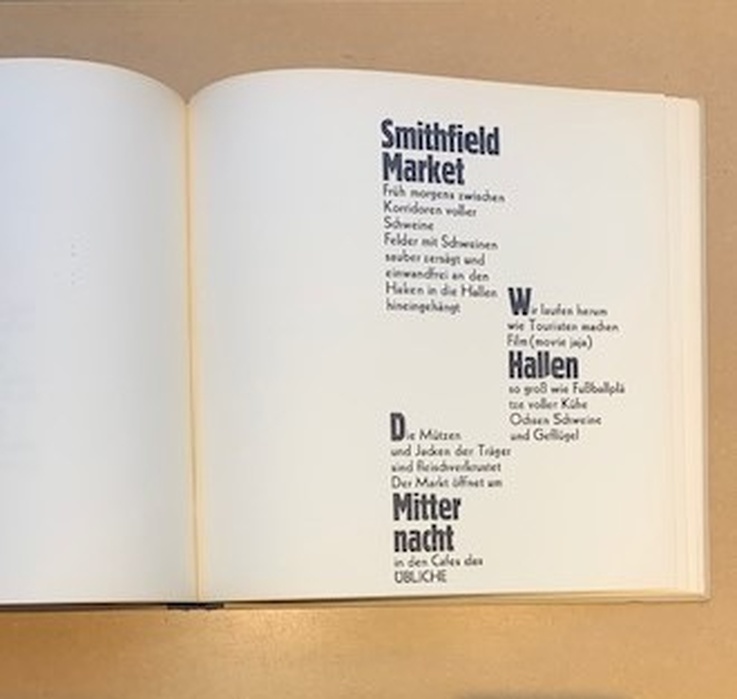 Smithfield
Market
Früh morgens zwischen
Korridoren voller
Schweine
Felder mit Schweinen
sauber zersägt und
einwandfrei an den
Haken in die Hallen
hineingehängt
Wir laufen herum
wie Touristen machen
Film (movie jaja)
Hallen
so groß wie Fußballplä
tze voller Kühe
Ochsen Schweine
und Geflügel
Die Mützen
und Jacken der Träger
sind fleischverkrustet
Der Markt öffnet um
Mitter
nacht
in den Cafes das
ÜBLICHE